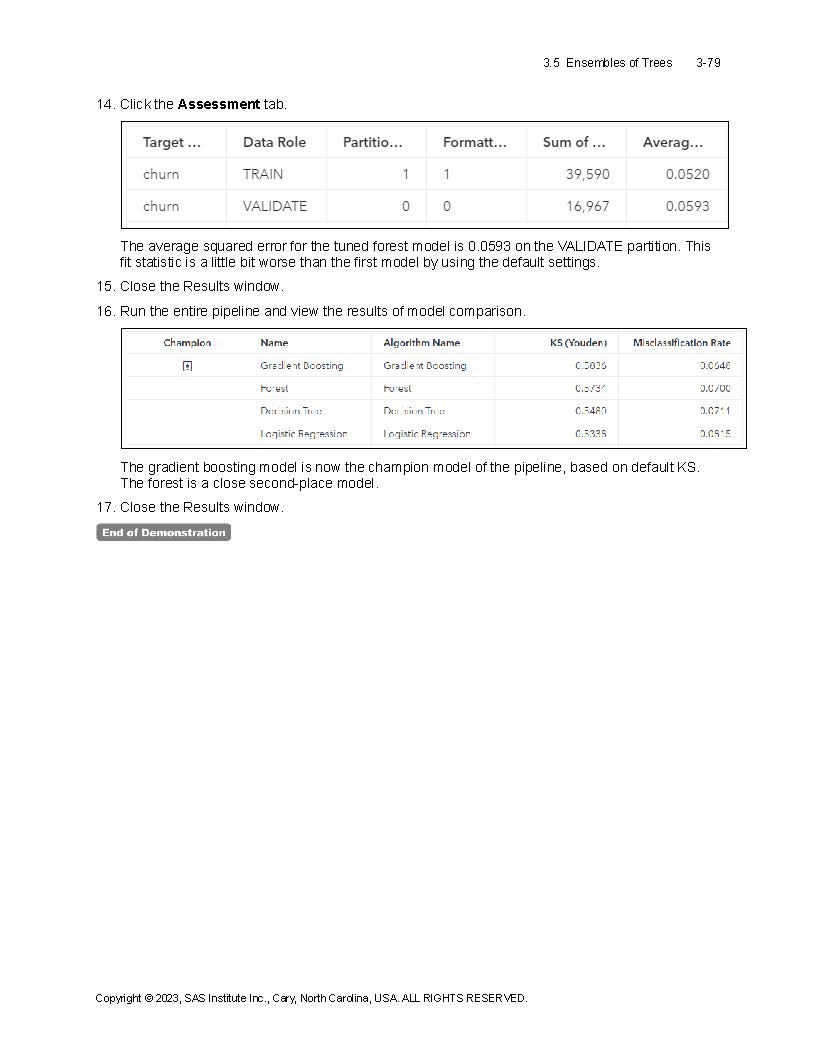 3.5 Ensembles of Trees 3-79
14. Click the Assessment tab.
Target ... Data Role Partitio... Formatt... Sum of ... Averag...
churn TRAIN 1 1 39,590 0.0520
churn VALIDATE 0 0 16,967 0.0593
The average squared error for the tuned forest model is 0.0593 on the VALIDATE partition. This
fit statistic is a little bit worse than the first model by using the default settings.
15. Close the Results window.
16. Run the entire pipeline and view the results of model comparison.
Champion Name Algorithm Name KS (Youden) Misclassification Rate
Gradient Boosting Gradient Boosting 0.5836 0.0648
Forest Forest 0.5734 0.0700
Decision Tree Decision Tree 0.5480 0.0711
Logistic Regression Logistic Regression 0.5338 0.0815
The gradient boosting model is now the champion model of the pipeline, based on default KS.
The forest is a close second-place model.
17. Close the Results window.
End of Demonstration
Copyright © 2023, SAS Institute Inc., Cary, North Carolina, USA. ALL RIGHTS RESERVED.